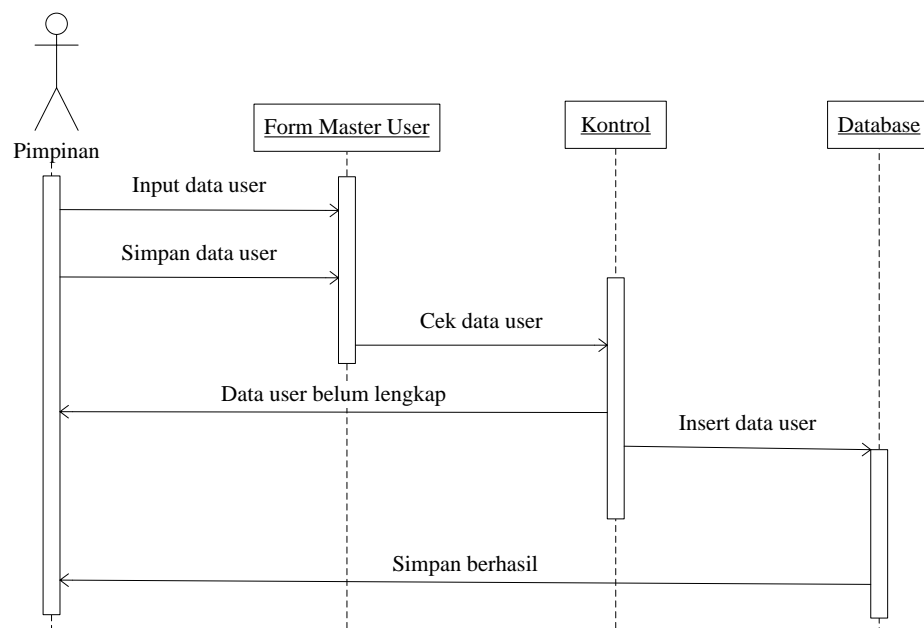 Form Master User
Kontrol
Database
Pimpinan
Input data user
Simpan data user
Cek data user
Data user belum lengkap
Insert data user
Simpan berhasil